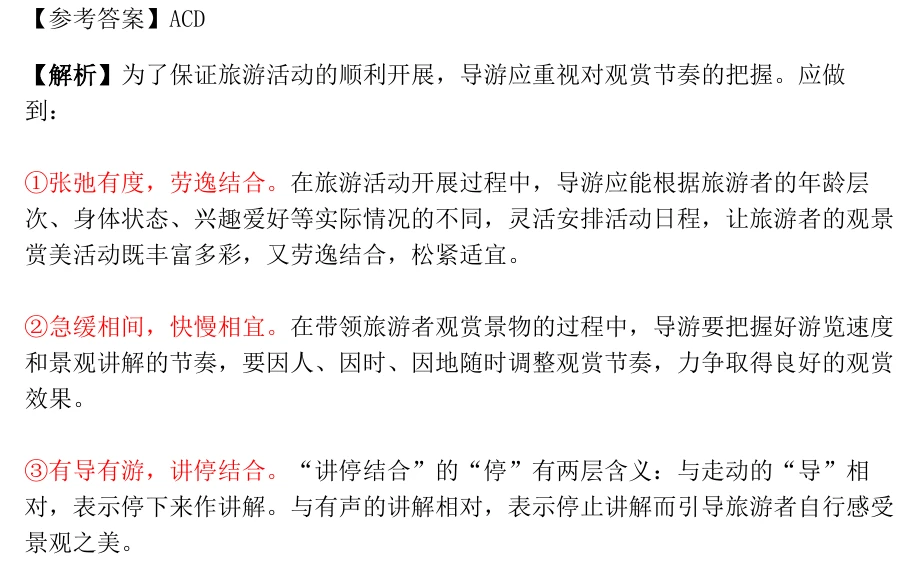 【参考答案】ACD
【解析】为了保证旅游活动的顺利开展，导游应重视对观赏节奏的把握。应做
到：
①张弛有度，劳逸结合。在旅游活动开展过程中，导游应能根据旅游者的年龄层
次、身体状态、兴趣爱好等实际情况的不同，灵活安排活动日程，让旅游者的观景
赏美活动既丰富多彩，又劳逸结合，松紧适宜。
②急缓相间，快慢相宜。在带领旅游者观赏景物的过程中，导游要把握好游览速度
和景观讲解的节奏，要因人、因时、因地随时调整观赏节奏，力争取得良好的观赏
效果。
③有导有游，讲停结合。“讲停结合”的“停”有两层含义：与走动的“导”相
对，表示停下来作讲解。与有声的讲解相对，表示停止讲解而引导旅游者自行感受
景观之美。